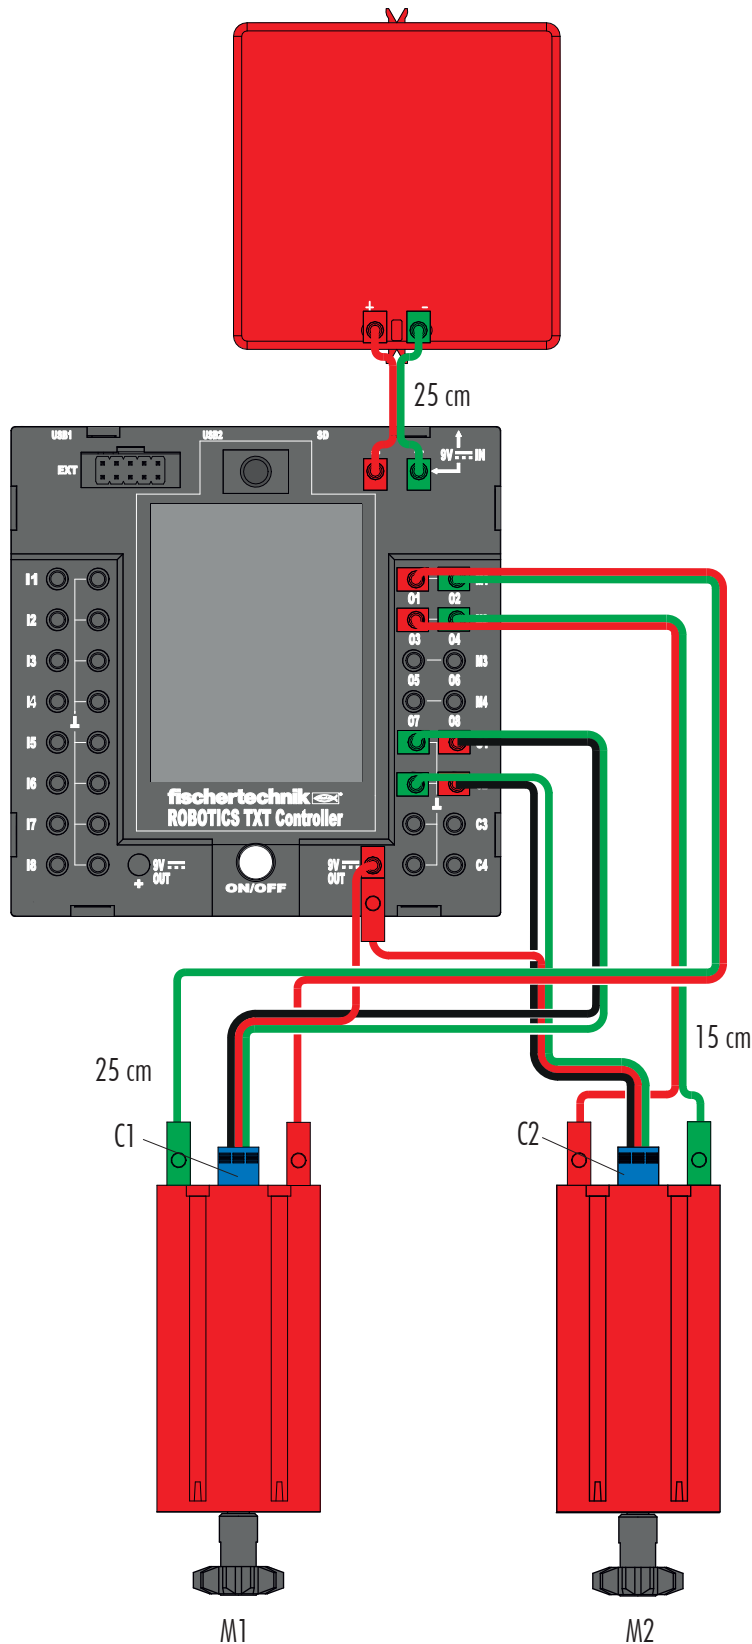 + -
25 cm
USB1 USB2 SD
EXT
9V IN
I1
O1 O2
I2
O3 O4
I3 M3
O5 O6
I4 M4
O7 O8
I5
I6
fischertechnik
I7 ROBOTICS TXT Controller C3
I8 9V OUT + ON/OFF 9V OUT C4
15 cm
25 cm
C1 C2
M1 M2